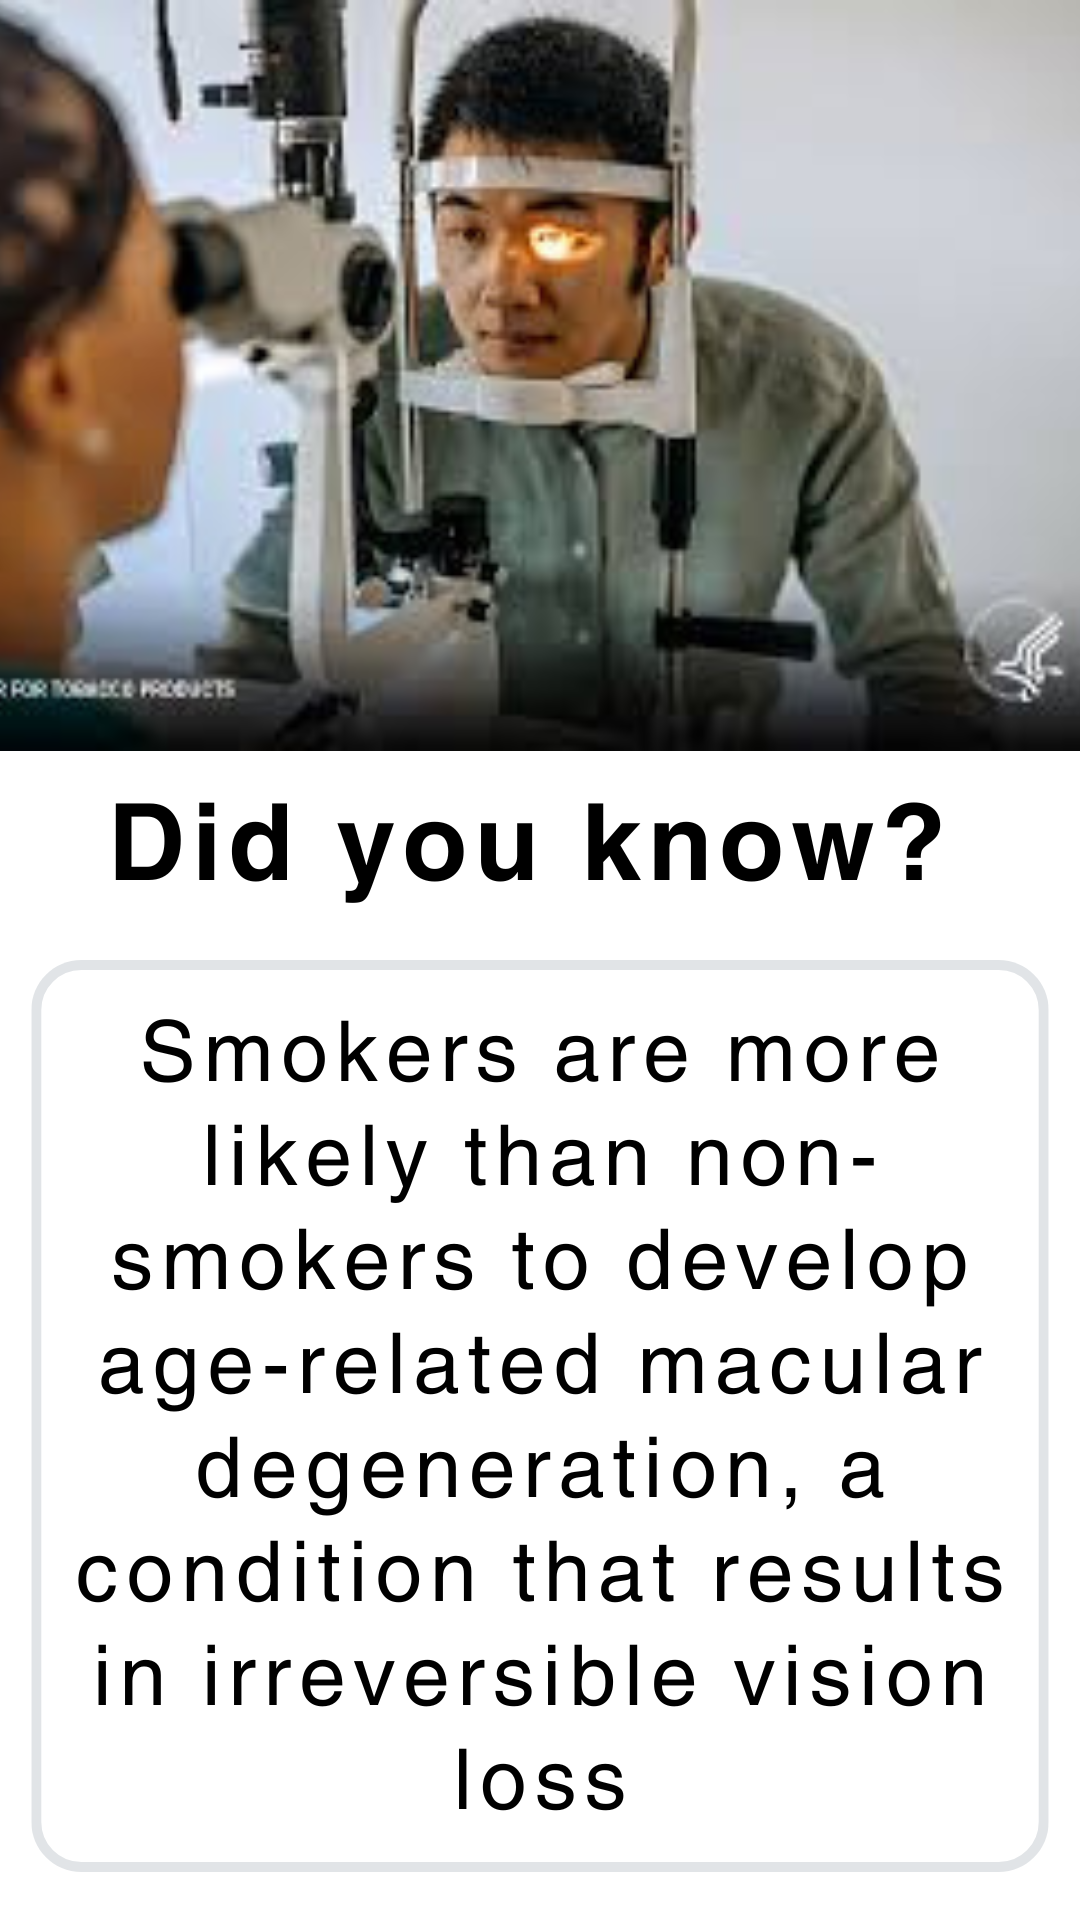 R FOR TOBACCO PRODUCTS
Did you know?
Smokers are more
likely than non-
smokers to develop
age-related macular
degeneration, a
condition that results
in irreversible vision
loss